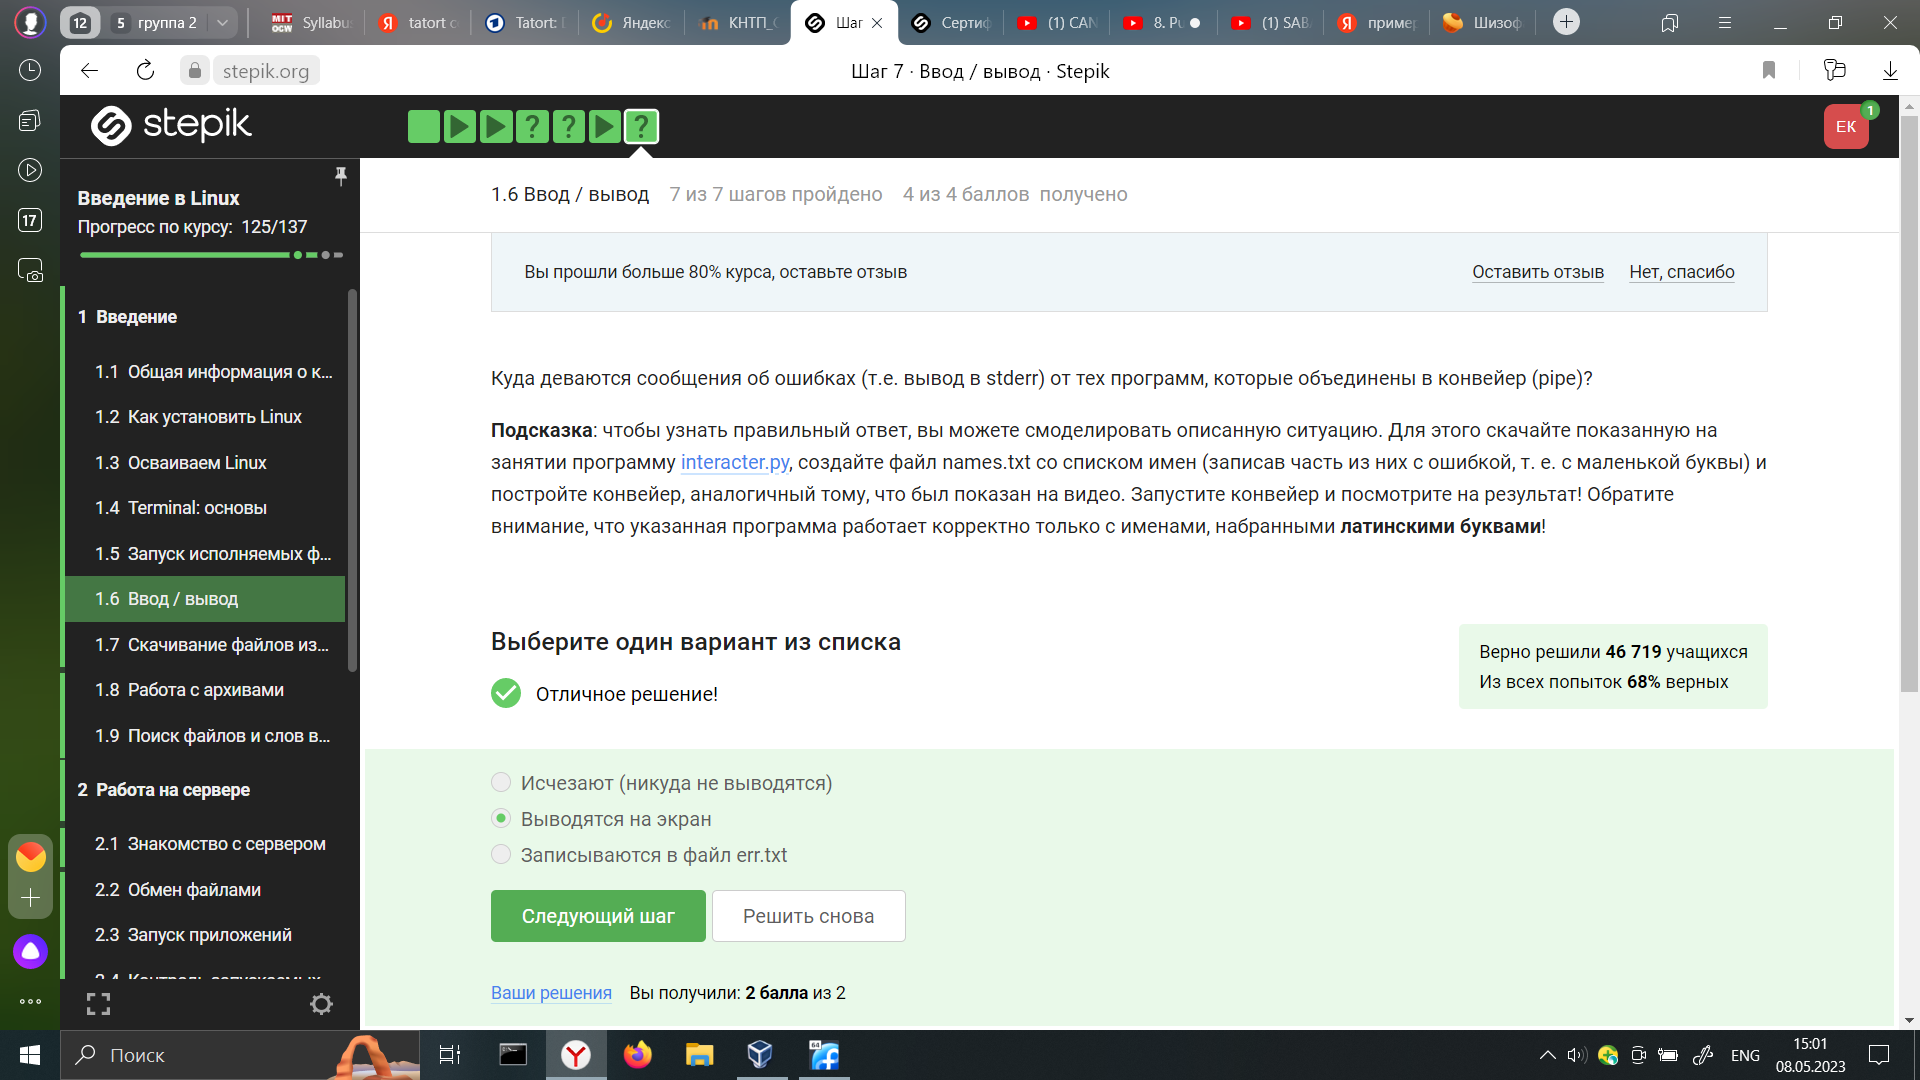 12
5 группа 2
MIT OCW Syllabu
Я tatort с
Tatort:
Яндекс
КНТП_С
Шаг
Сертиф
(1) CAN
8. Pu
(1) SAB
Яример
Шизоф
stepik.org
Шаг 7 · Ввод / вывод · Stepik
17
stepik
? ? ?
ЕК
1
Введение в Linux
Прогресс по курсу: 125/137
1 Введение
1.1 Общая информация о к...
1.2 Как установить Linux
1.3 Осваиваем Linux
1.4 Terminal: основы
1.5 Запуск исполняемых ф...
1.6 Ввод / вывод
1.7 Скачивание файлов из...
1.8 Работа с архивами
1.9 Поиск файлов и слов в...
2 Работа на сервере
2.1 Знакомство с сервером
2.2 Обмен файлами
2.3 Запуск приложений
1.6 Ввод / вывод 7 из 7 шагов пройдено 4 из 4 баллов получено
Вы прошли больше 80% курса, оставьте отзыв
Оставить отзыв Нет, спасибо
Куда деваются сообщения об ошибках (т.е. вывод в stderr) от тех программ, которые объединены в конвейер (pipe)?
Подсказка: чтобы узнать правильный ответ, вы можете смоделировать описанную ситуацию. Для этого скачайте показанную на
занятии программу interacter.py, создайте файл names.txt со списком имен (записав часть из них с ошибкой, т. е. с маленькой буквы) и
постройте конвейер, аналогичный тому, что был показан на видео. Запустите конвейер и посмотрите на результат! Обратите
внимание, что указанная программа работает корректно только с именами, набранными латинскими буквами!
Выберите один вариант из списка
Отличное решение!
Верно решили 46 719 учащихся
Из всех попыток 68% верных
Исчезают (никуда не выводятся)
Выводятся на экран
Записываются в файл err.txt
Следующий шаг
Решить снова
Ваши решения Вы получили: 2 балла из 2
Поиск
64
ENG
15:01
08.05.2023